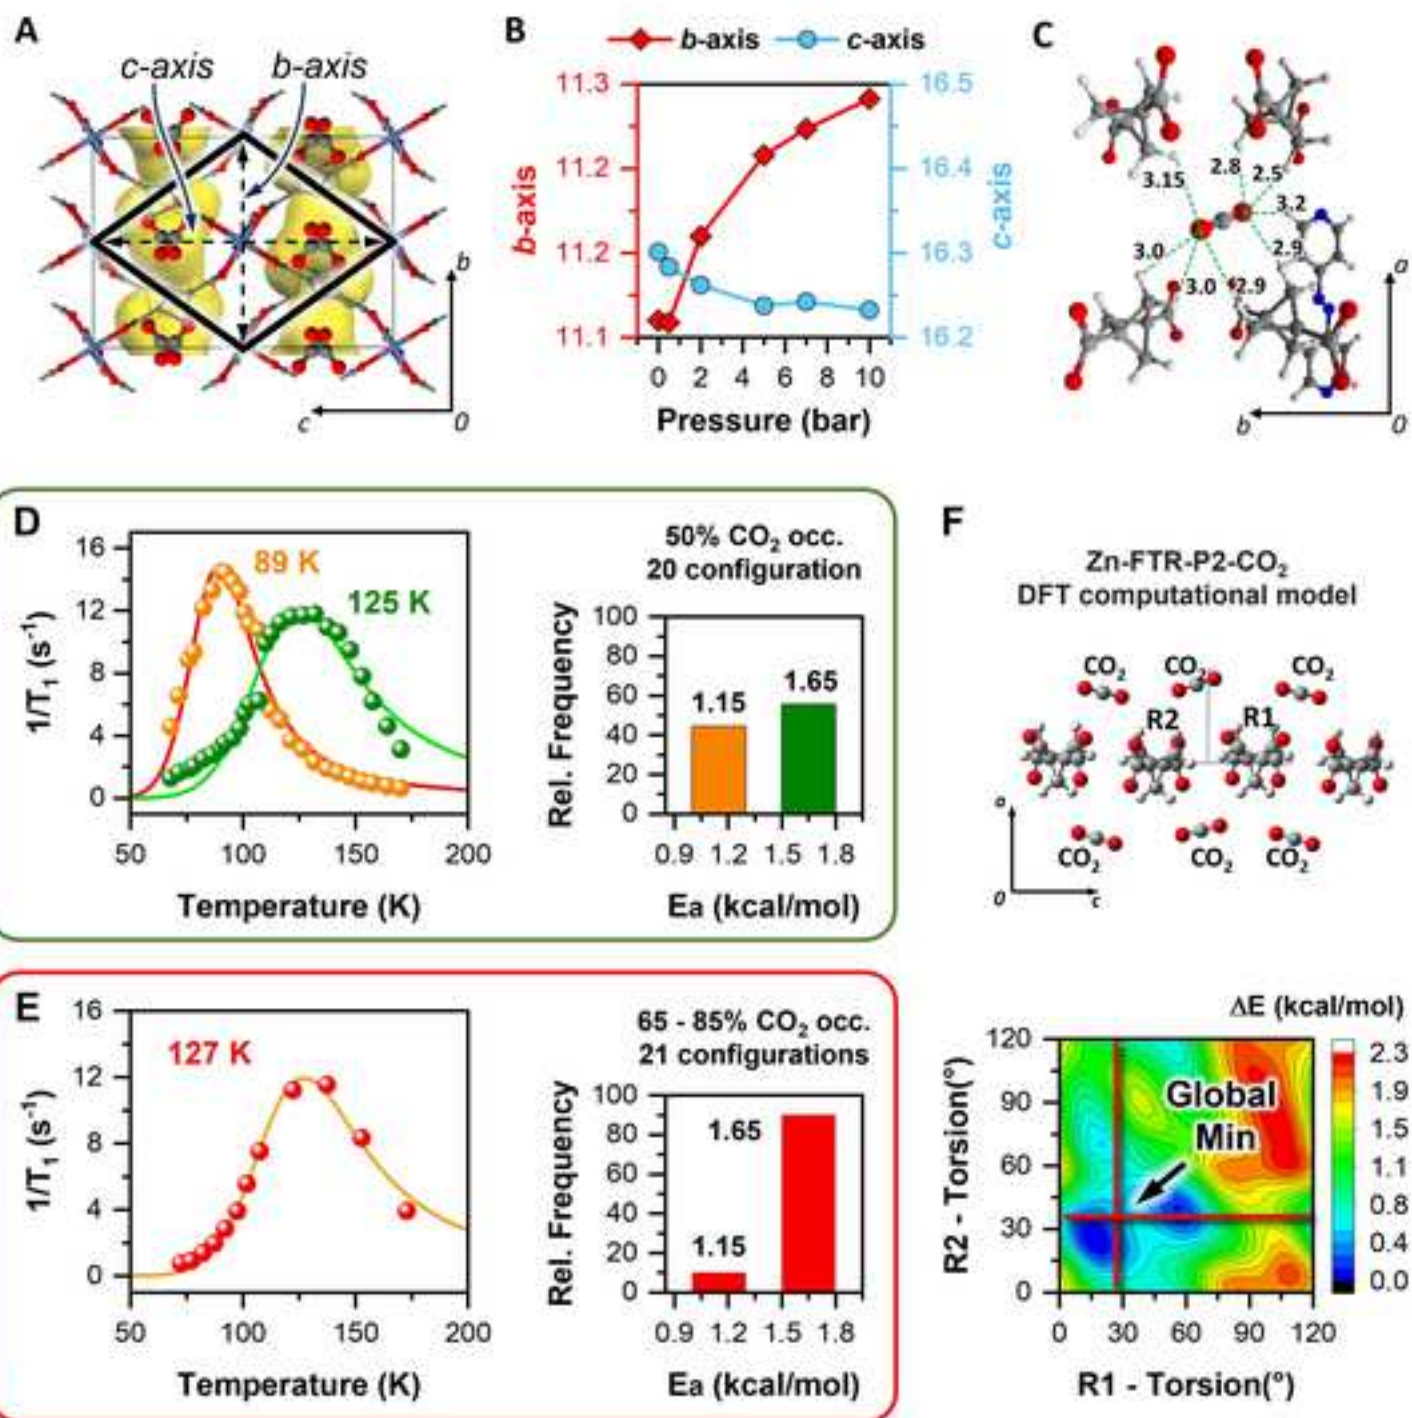 A
c-axis
b-axis
b
c
0
B
b-axis
c-axis
11.3
11.2
11.2
11.1
b-axis
16.5
16.4
16.3
16.2
c-axis
0 2 4 6 8 10
Pressure (bar)
C
2.8
2.5
3.15
3.2
3.0
2.9
3.0
2.9
a
b
0
D
16
12
8
4
0
1/T1 (s-1)
89 K
125 K
50 100 150 200
Temperature (K)
50% CO2 occ.
20 configuration
100
80
60
40
20
0
Rel. Frequency
1.15
1.65
0.9 1.2 1.5 1.8
Ea (kcal/mol)
E
16
12
8
4
0
1/T1 (s-1)
127 K
50 100 150 200
Temperature (K)
65 - 85% CO2 occ.
21 configurations
100
80
60
40
20
0
Rel. Frequency
1.65
1.15
0.9 1.2 1.5 1.8
Ea (kcal/mol)
F
Zn-FTR-P2-CO2
DFT computational model
CO2 CO2 CO2
R2 R1
CO2 CO2 CO2
a
0
c
ΔE (kcal/mol)
120
90
60
30
0
R2 - Torsion(°)
Global
Min
2.3
1.9
1.5
1.1
0.8
0.4
0.0
0 30 60 90 120
R1 - Torsion(°)